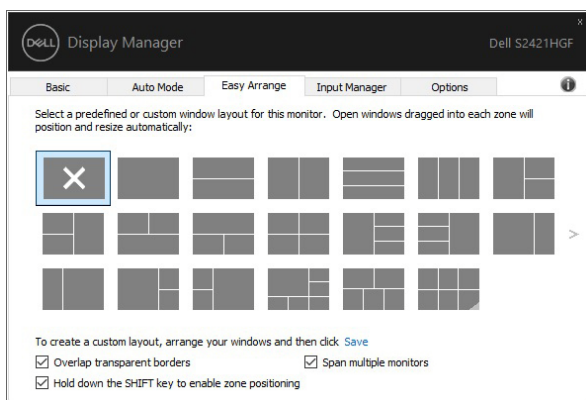 DELL Display Manager
Dell S2421HGF
x
Basic Auto Mode Easy Arrange Input Manager Options
Select a predefined or custom window layout for this monitor. Open windows dragged into each zone will
position and resize automatically:
>
To create a custom layout, arrange your windows and then click Save
Overlap transparent borders
Span multiple monitors
Hold down the SHIFT key to enable zone positioning